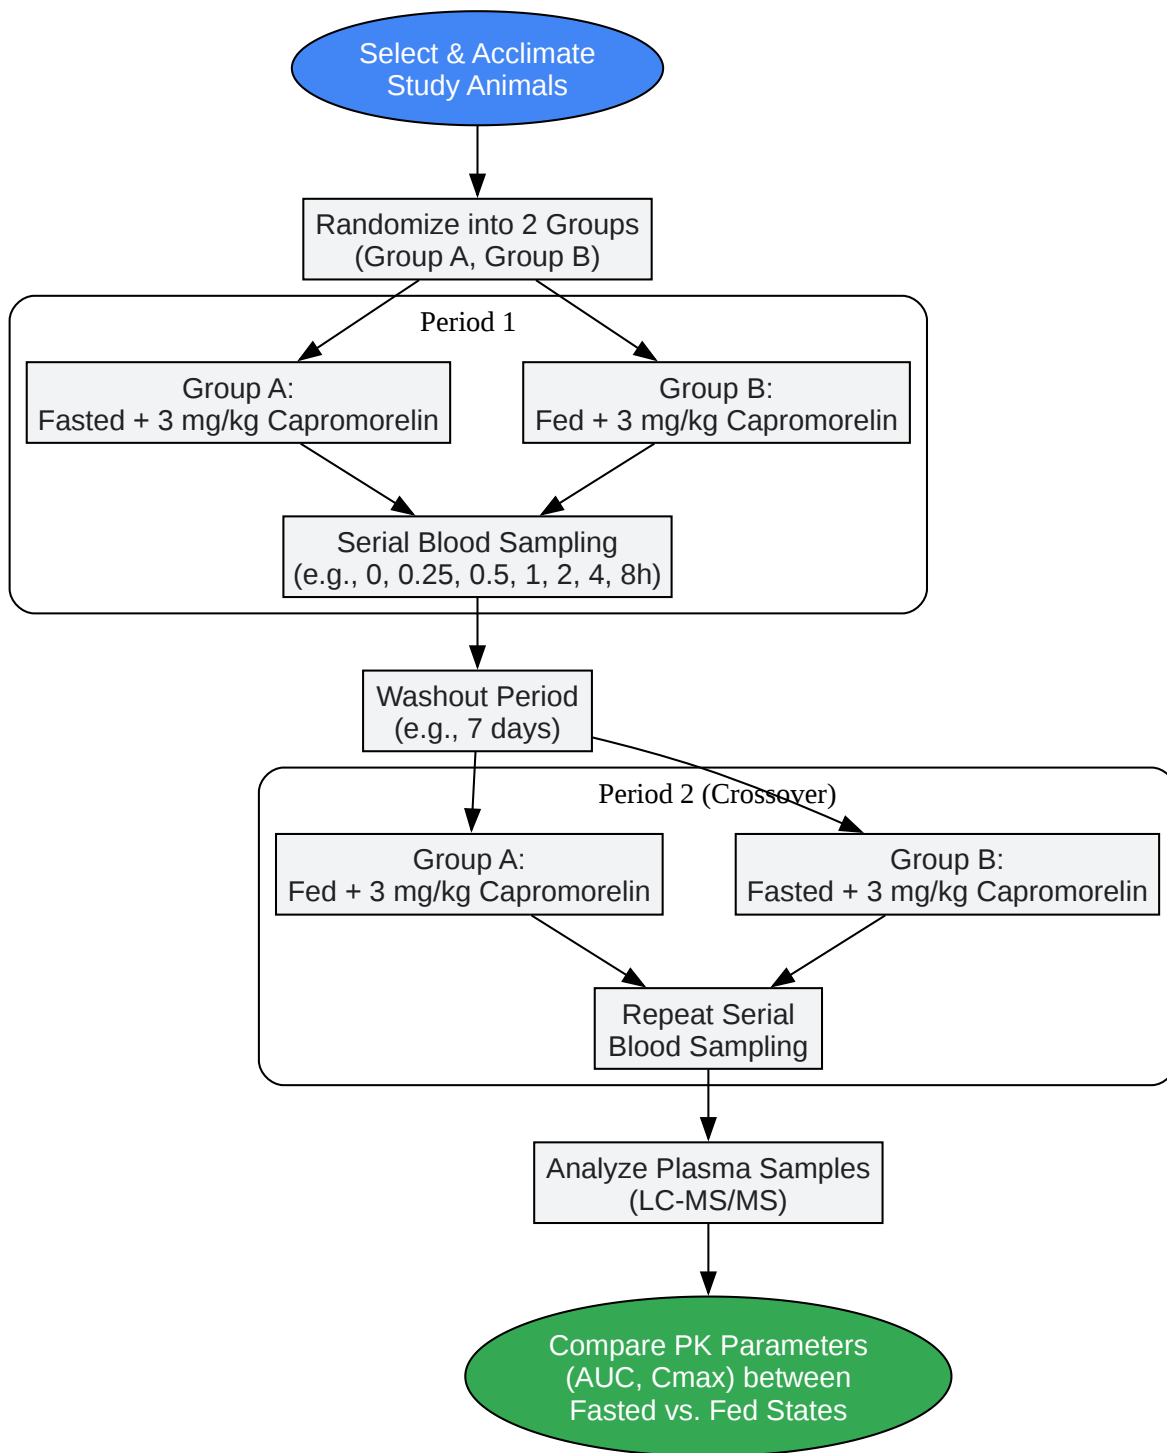 Select & Acclimate
Study Animals
Randomize into 2 Groups
(Group A, Group B)
Period 1
Group A:
Fasted + 3 mg/kg Capromorelin
Group B:
Fed + 3 mg/kg Capromorelin
Serial Blood Sampling
(e.g., 0, 0.25, 0.5, 1, 2, 4, 8h)
Washout Period
(e.g., 7 days)
Period 2 (Crossover)
Group A:
Fed + 3 mg/kg Capromorelin
Group B:
Fasted + 3 mg/kg Capromorelin
Repeat Serial
Blood Sampling
Analyze Plasma Samples
(LC-MS/MS)
Compare PK Parameters
(AUC, Cmax) between
Fasted vs. Fed States